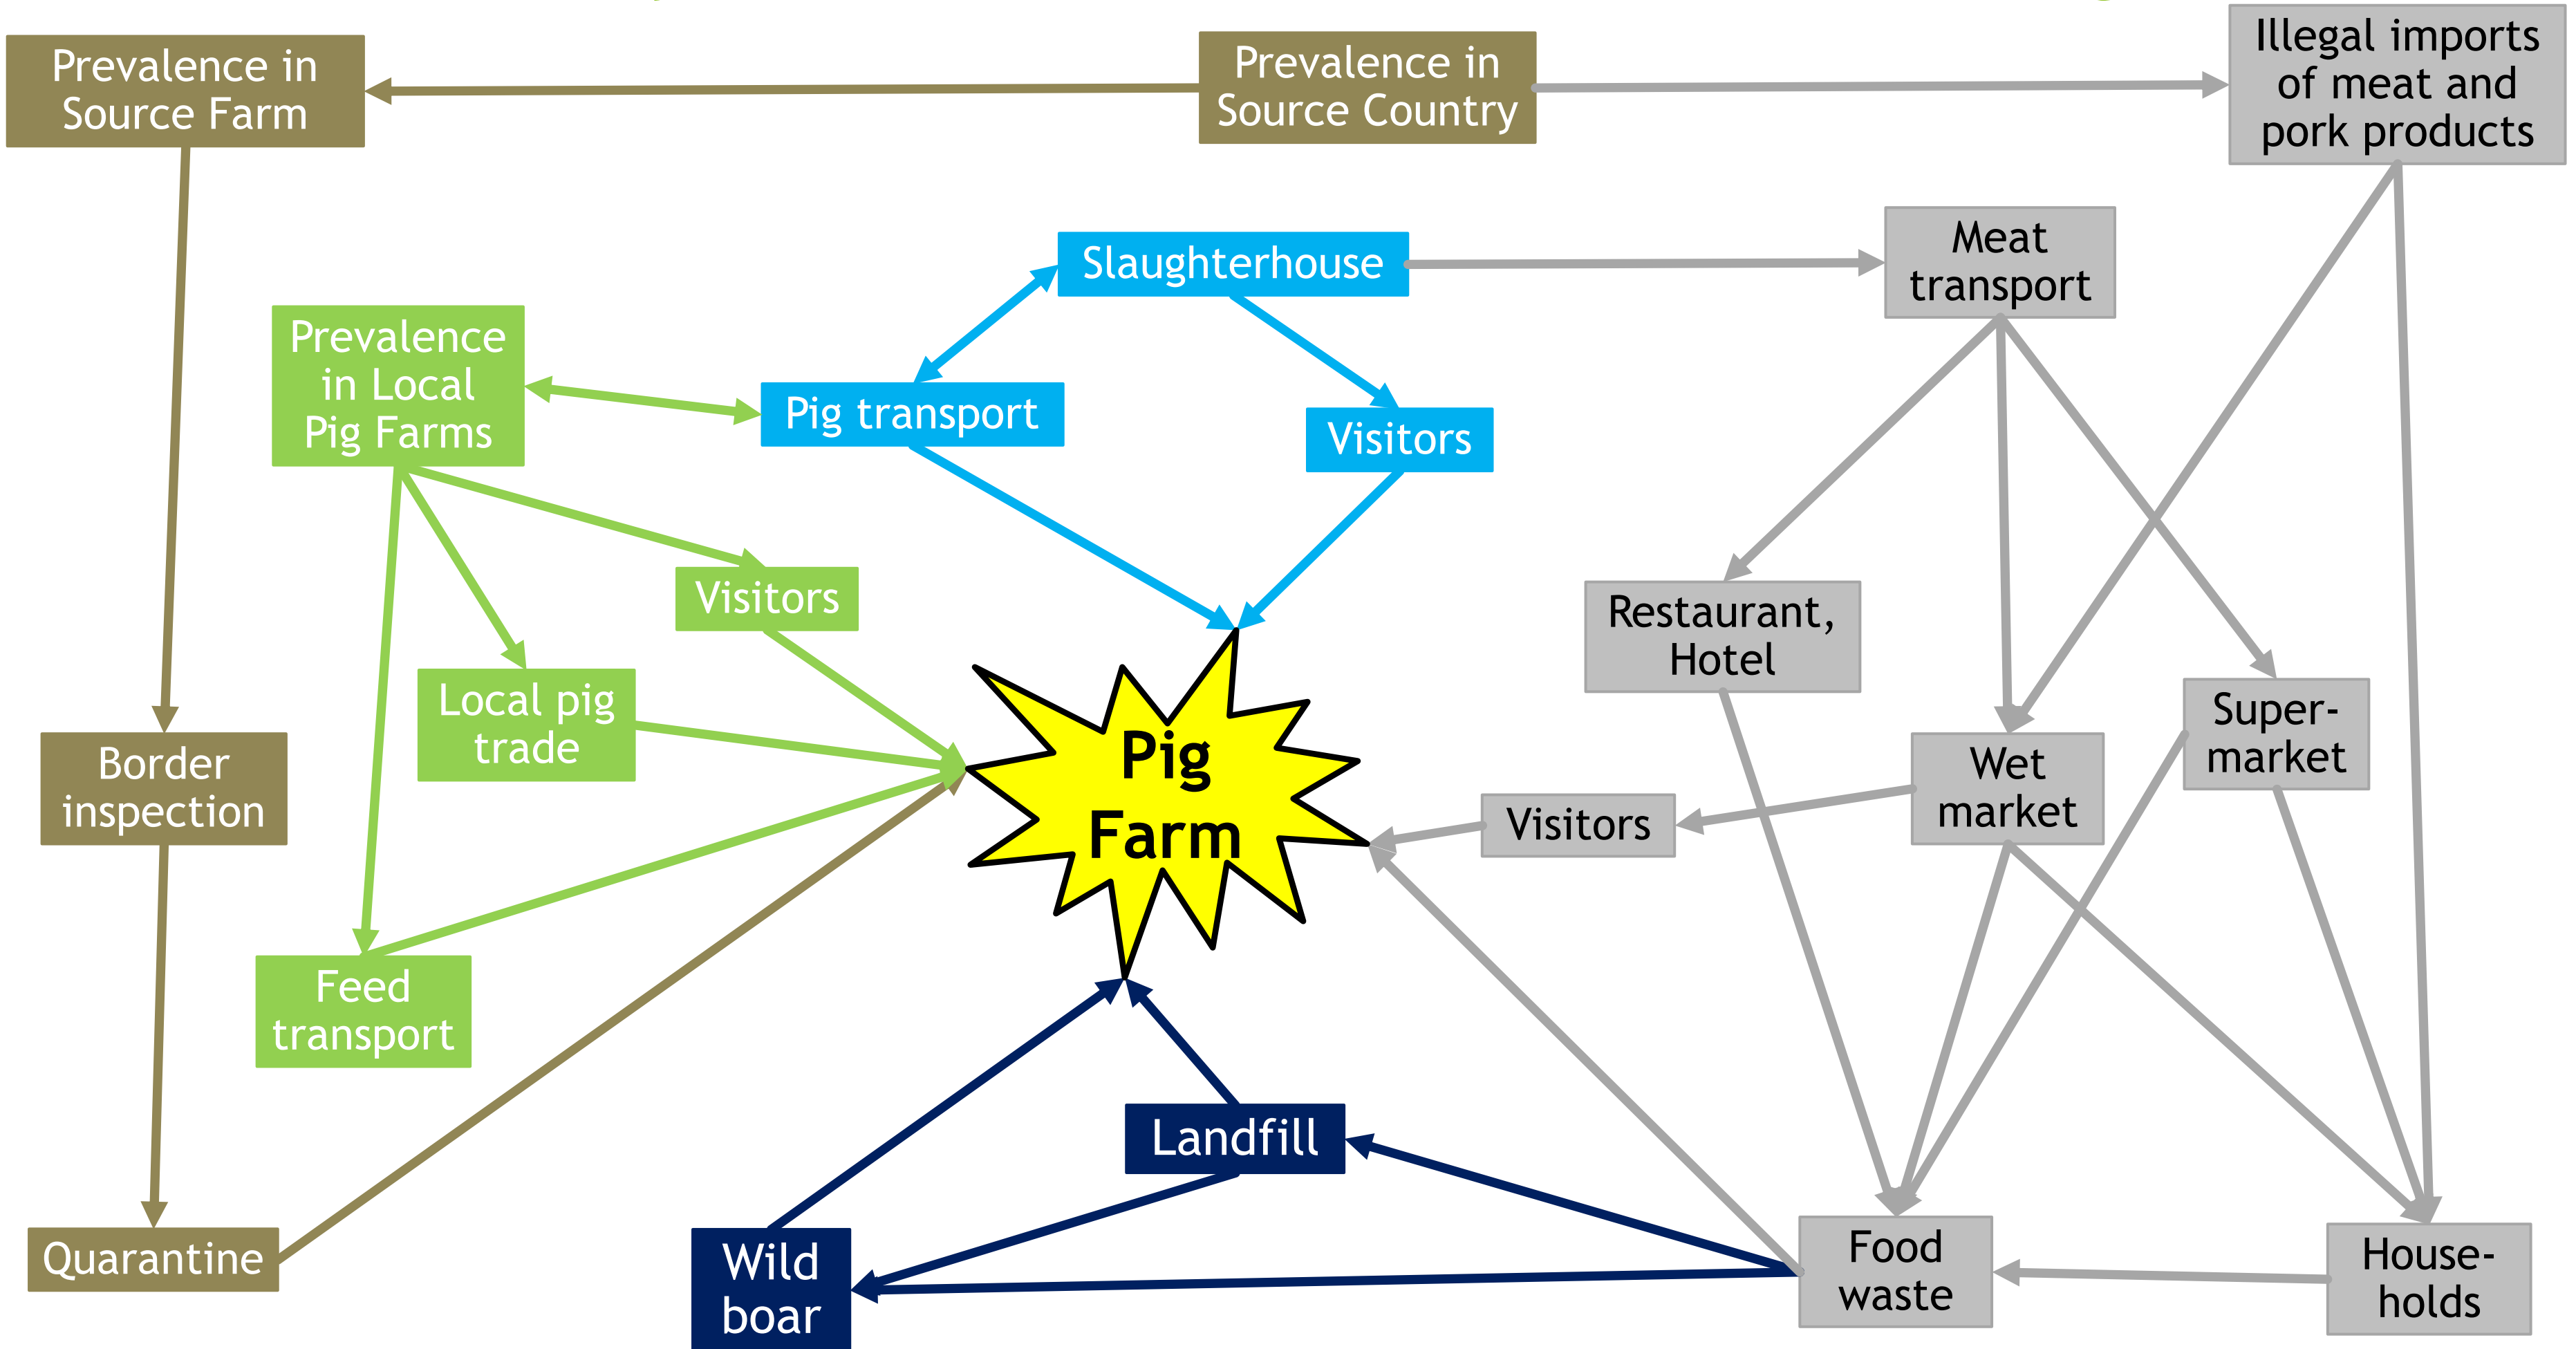 Prevalence in
Source Farm
Prevalence in
Source Country
Illegal imports
of meat and
pork products
Slaughterhouse
Meat
transport
Prevalence
in Local
Pig Farms
Pig transport
Visitors
Visitors
Restaurant,
Hotel
Local pig
trade
Super-
market
Border
inspection
Pig
Farm
Visitors
Wet
market
Feed
transport
Landfill
Quarantine
Wild
boar
Food
waste
House-
holds